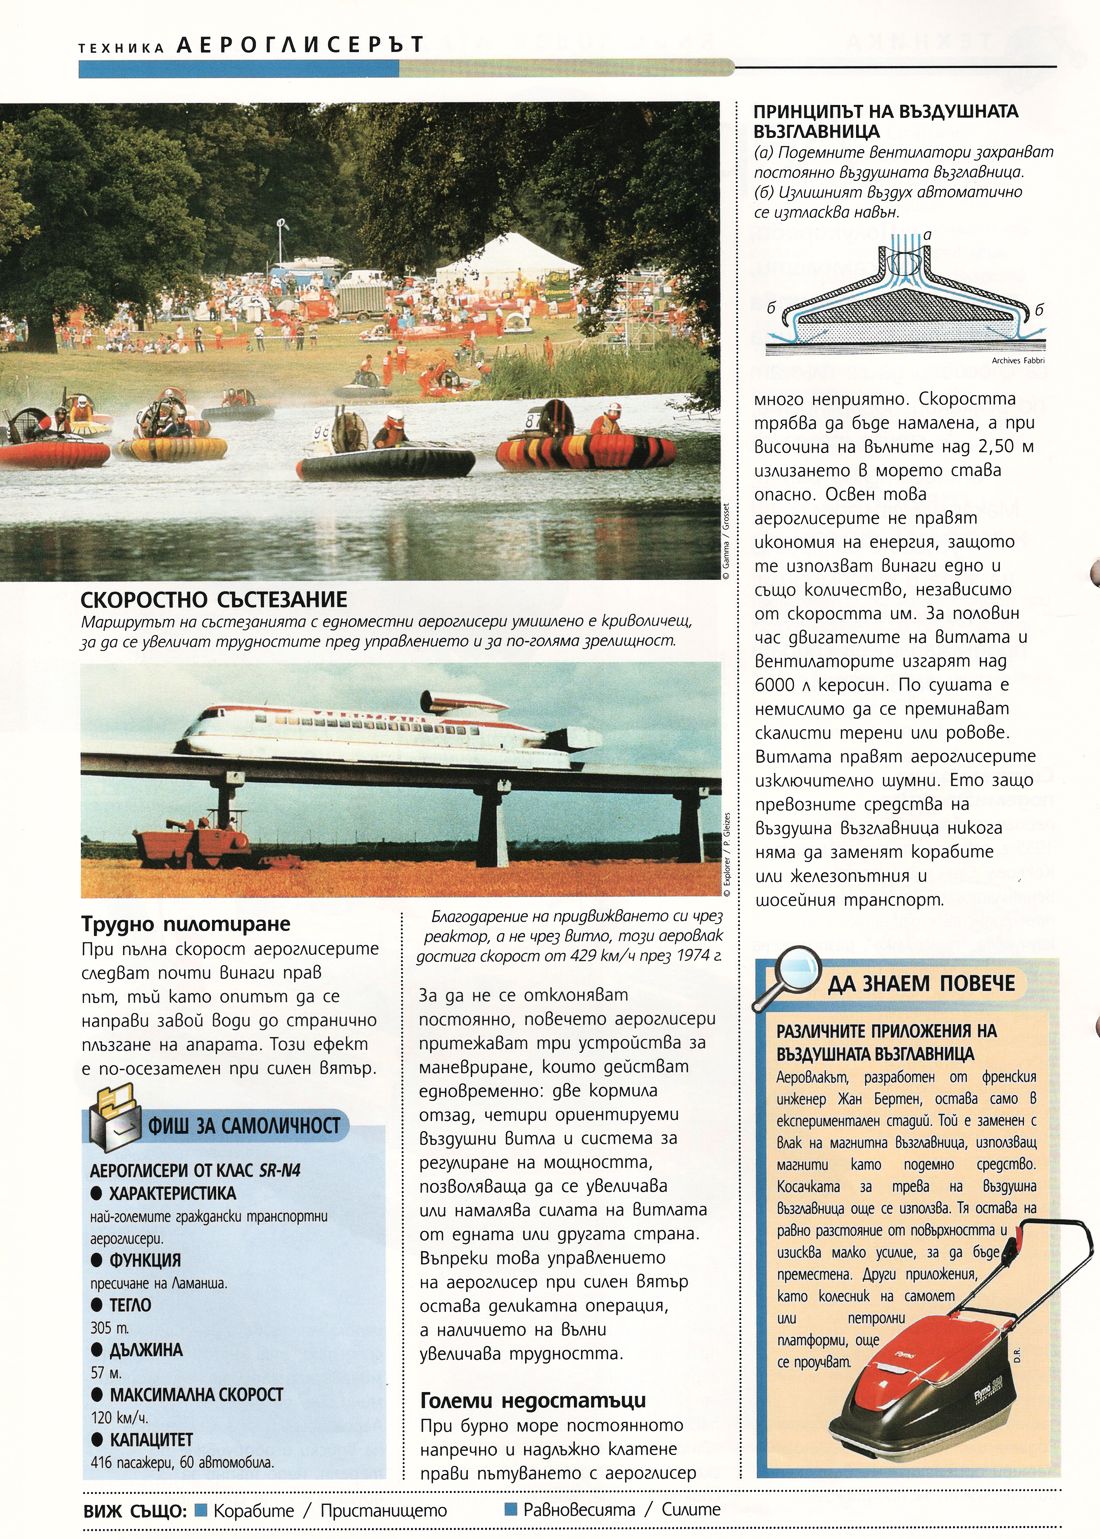 ТЕХНИКА АЕРОГЛИСЕРЪТ
© Gamma / Grosset
СКОРОСТНО СЪСТЕЗАНИЕ
Маршрутът на състезанията с едноместни аероглисери умишлено е криволичещ,
за да се увеличат трудностите пред управлението и за по-голяма зрелищност.
© Explorer / P. Gleizes
Благодарение на придвижването си чрез
реактор, а не чрез витло, този аеровлак
достига скорост от 429 км/ч през 1974 г.
Трудно пилотиране
При пълна скорост аероглисерите
следват почти винаги прав
път, тъй като опитът да се
направи завой води до странично
плъзгане на апарата. Този ефект
е по-осезателен при силен вятър.
ФИШ ЗА САМОЛИЧНОСТ
АЕРОГЛИСЕРИ ОТ КЛАС SR-N4
● ХАРАКТЕРИСТИКА
най-големите граждански транспортни
аероглисери.
● ФУНКЦИЯ
пресичане на Ламанша.
● ТЕГЛО
305 т.
● ДЪЛЖИНА
57 м.
● МАКСИМАЛНА СКОРОСТ
120 км/ч.
● КАПАЦИТЕТ
416 пасажери, 60 автомобила.
За да не се отклоняват
постоянно, повечето аероглисери
притежават три устройства за
маневриране, които действат
едновременно: две кормила
отзад, четири ориентируеми
въздушни витла и система за
регулиране на мощността,
позволяваща да се увеличава
или намалява силата на витлата
от едната или другата страна.
Въпреки това управлението
на аероглисер при силен вятър
остава деликатна операция,
а наличието на вълни
увеличава трудността.
Големи недостатъци
При бурно море постоянното
напречно и надлъжно клатене
прави пътуването с аероглисер
ПРИНЦИПЪТ НА ВЪЗДУШНАТА
ВЪЗГЛАВНИЦА
(а) Подемните вентилатори захранват
постоянно въздушната възглавница.
(б) Излишният въздух автоматично
се изтласква навън.
а
б
б
Archives Fabbri
много неприятно. Скоростта
трябва да бъде намалена, а при
височина на вълните над 2,50 м
излизането в морето става
опасно. Освен това
аероглисерите не правят
икономия на енергия, защото
те използват винаги едно и
също количество, независимо
от скоростта им. За половин
час двигателите на витлата и
вентилаторите изгарят над
6000 л керосин. По сушата е
немислимо да се преминават
скалисти терени или ровове.
Витлата правят аероглисерите
изключително шумни. Ето защо
превозните средства на
въздушна възглавница никога
няма да заменят корабите
или железопътния и
шосейния транспорт.
ДА ЗНАЕМ ПОВЕЧЕ
РАЗЛИЧНИТЕ ПРИЛОЖЕНИЯ НА
ВЪЗДУШНАТА ВЪЗГЛАВНИЦА
Аеровлакът, разработен от френския
инженер Жан Бертен, остава само в
експериментален стадий. Той е заменен с
влак на магнитна възглавница, използващ
магнити като подемно средство.
Косачката за трева на въздушна
възглавница още се използва. Тя остава на
равно разстояние от повърхността и
изисква малко усилие, за да бъде
преместена. Други приложения,
като колесник на самолет
или петролни
платформи, още
се проучват.
D.R.
Flymo
ВИЖ СЪЩО: Корабите / Пристанището Равновесията / Силите